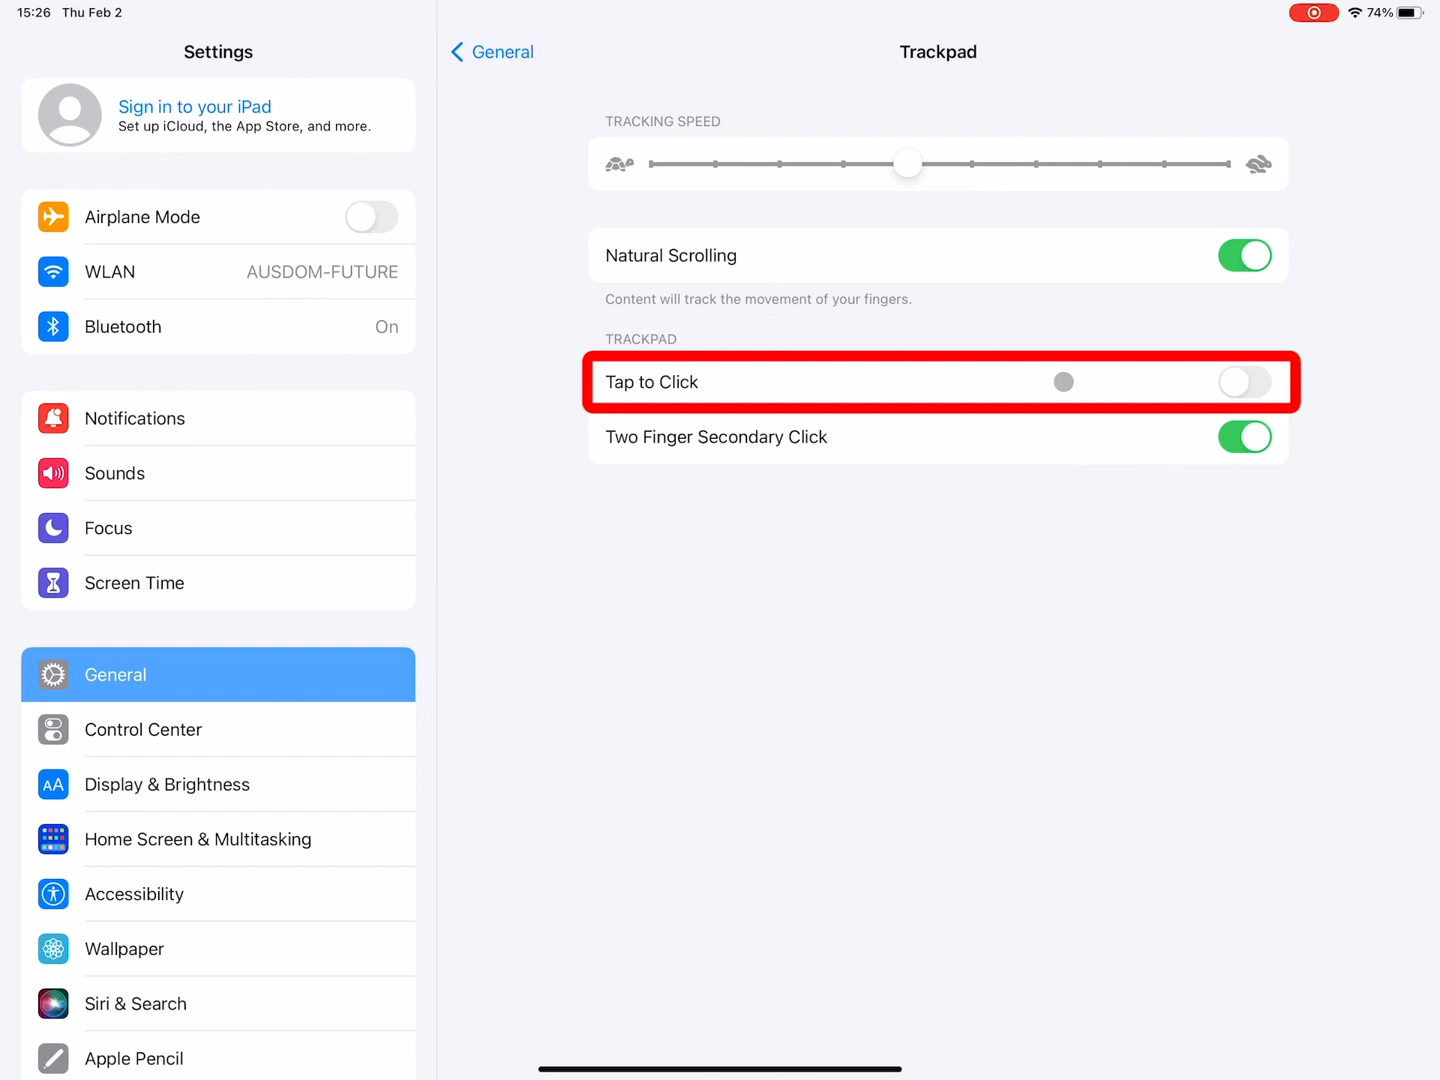 15:26 Thu Feb 2
74%
Settings
Sign in to your iPad
Set up iCloud, the App Store, and more.
Airplane Mode
WLAN AUSDOM-FUTURE
Bluetooth On
Notifications
Sounds
Focus
Screen Time
General
Control Center
AA Display & Brightness
Home Screen & Multitasking
Accessibility
Wallpaper
Siri & Search
Apple Pencil
General
Trackpad
TRACKING SPEED
Natural Scrolling
Content will track the movement of your fingers.
TRACKPAD
Tap to Click
Two Finger Secondary Click